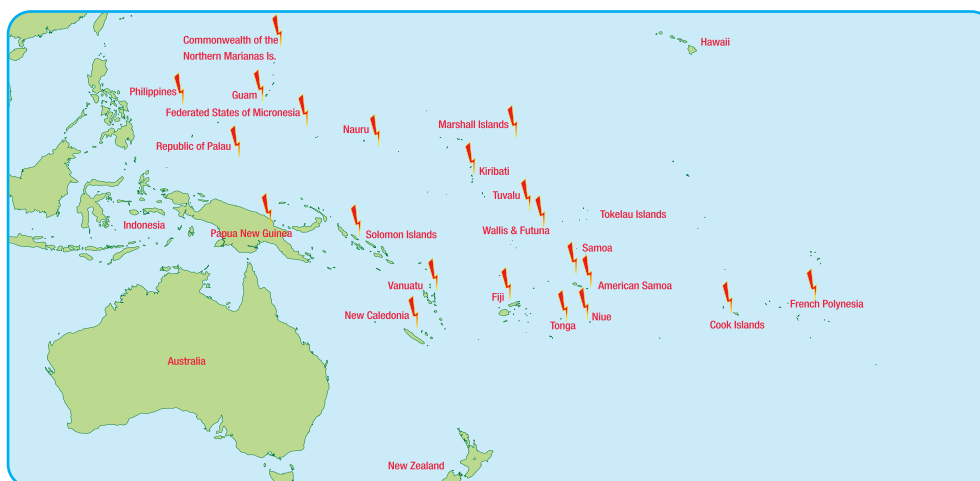 Commonwealth of the
Northern Marianas Is.
Hawaii
Philippines
Guam
Federated States of Micronesia
Nauru
Marshall Islands
Republic of Palau
Kiribati
Tuvalu
Tokelau Islands
Indonesia
Papua New Guinea
Solomon Islands
Wallis & Futuna
Samoa
Vanuatu
Fiji
American Samoa
New Caledonia
Tonga
Niue
Cook Islands
French Polynesia
Australia
New Zealand